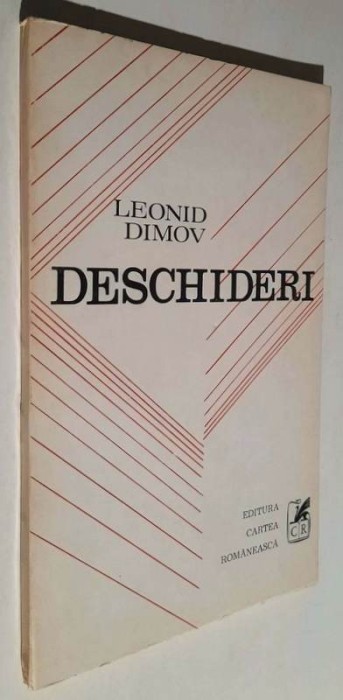 LEONID
DIMOV
DESCHIDERI
EDITURA
CARTEA
ROMÂNEASCĂ
CR